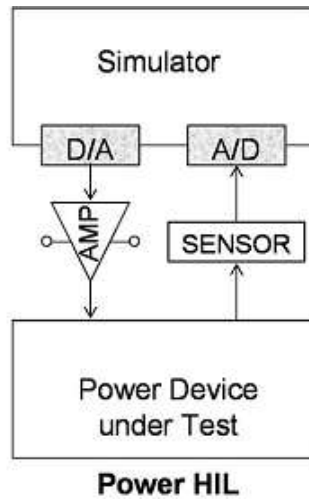 Simulator
D/A
A/D
AMP
SENSOR
Power Device
under Test
Power HIL